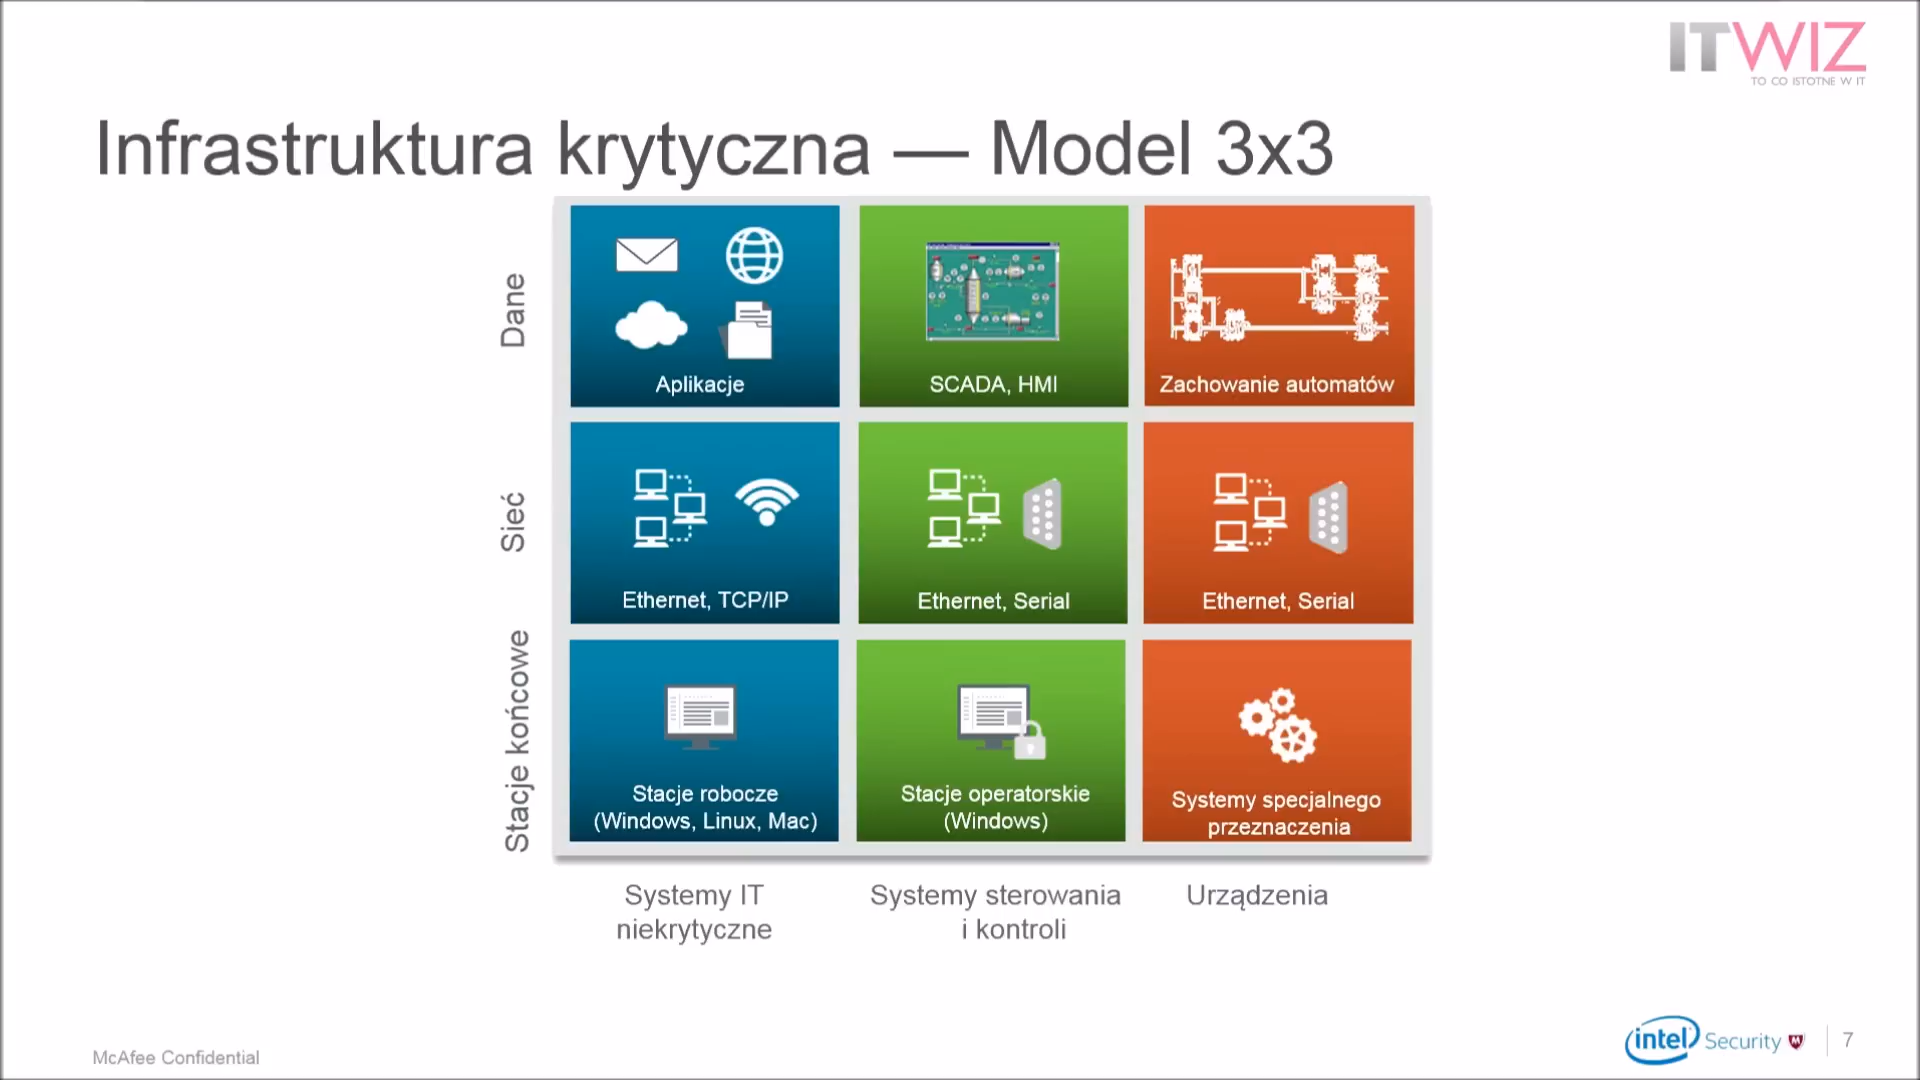 ITWIZ
TO CO ISTOTNE W IT
Infrastruktura krytyczna — Model 3x3
Dane
Aplikacje
SCADA, HMI
Zachowanie automatów
Sieć
Ethernet, TCP/IP
Ethernet, Serial
Ethernet, Serial
Stacje końcowe
Stacje robocze
(Windows, Linux, Mac)
Stacje operatorskie
(Windows)
Systemy specjalnego
przeznaczenia
Systemy IT
niekrytyczne
Systemy sterowania
i kontroli
Urządzenia
McAfee Confidential
intel Security
7